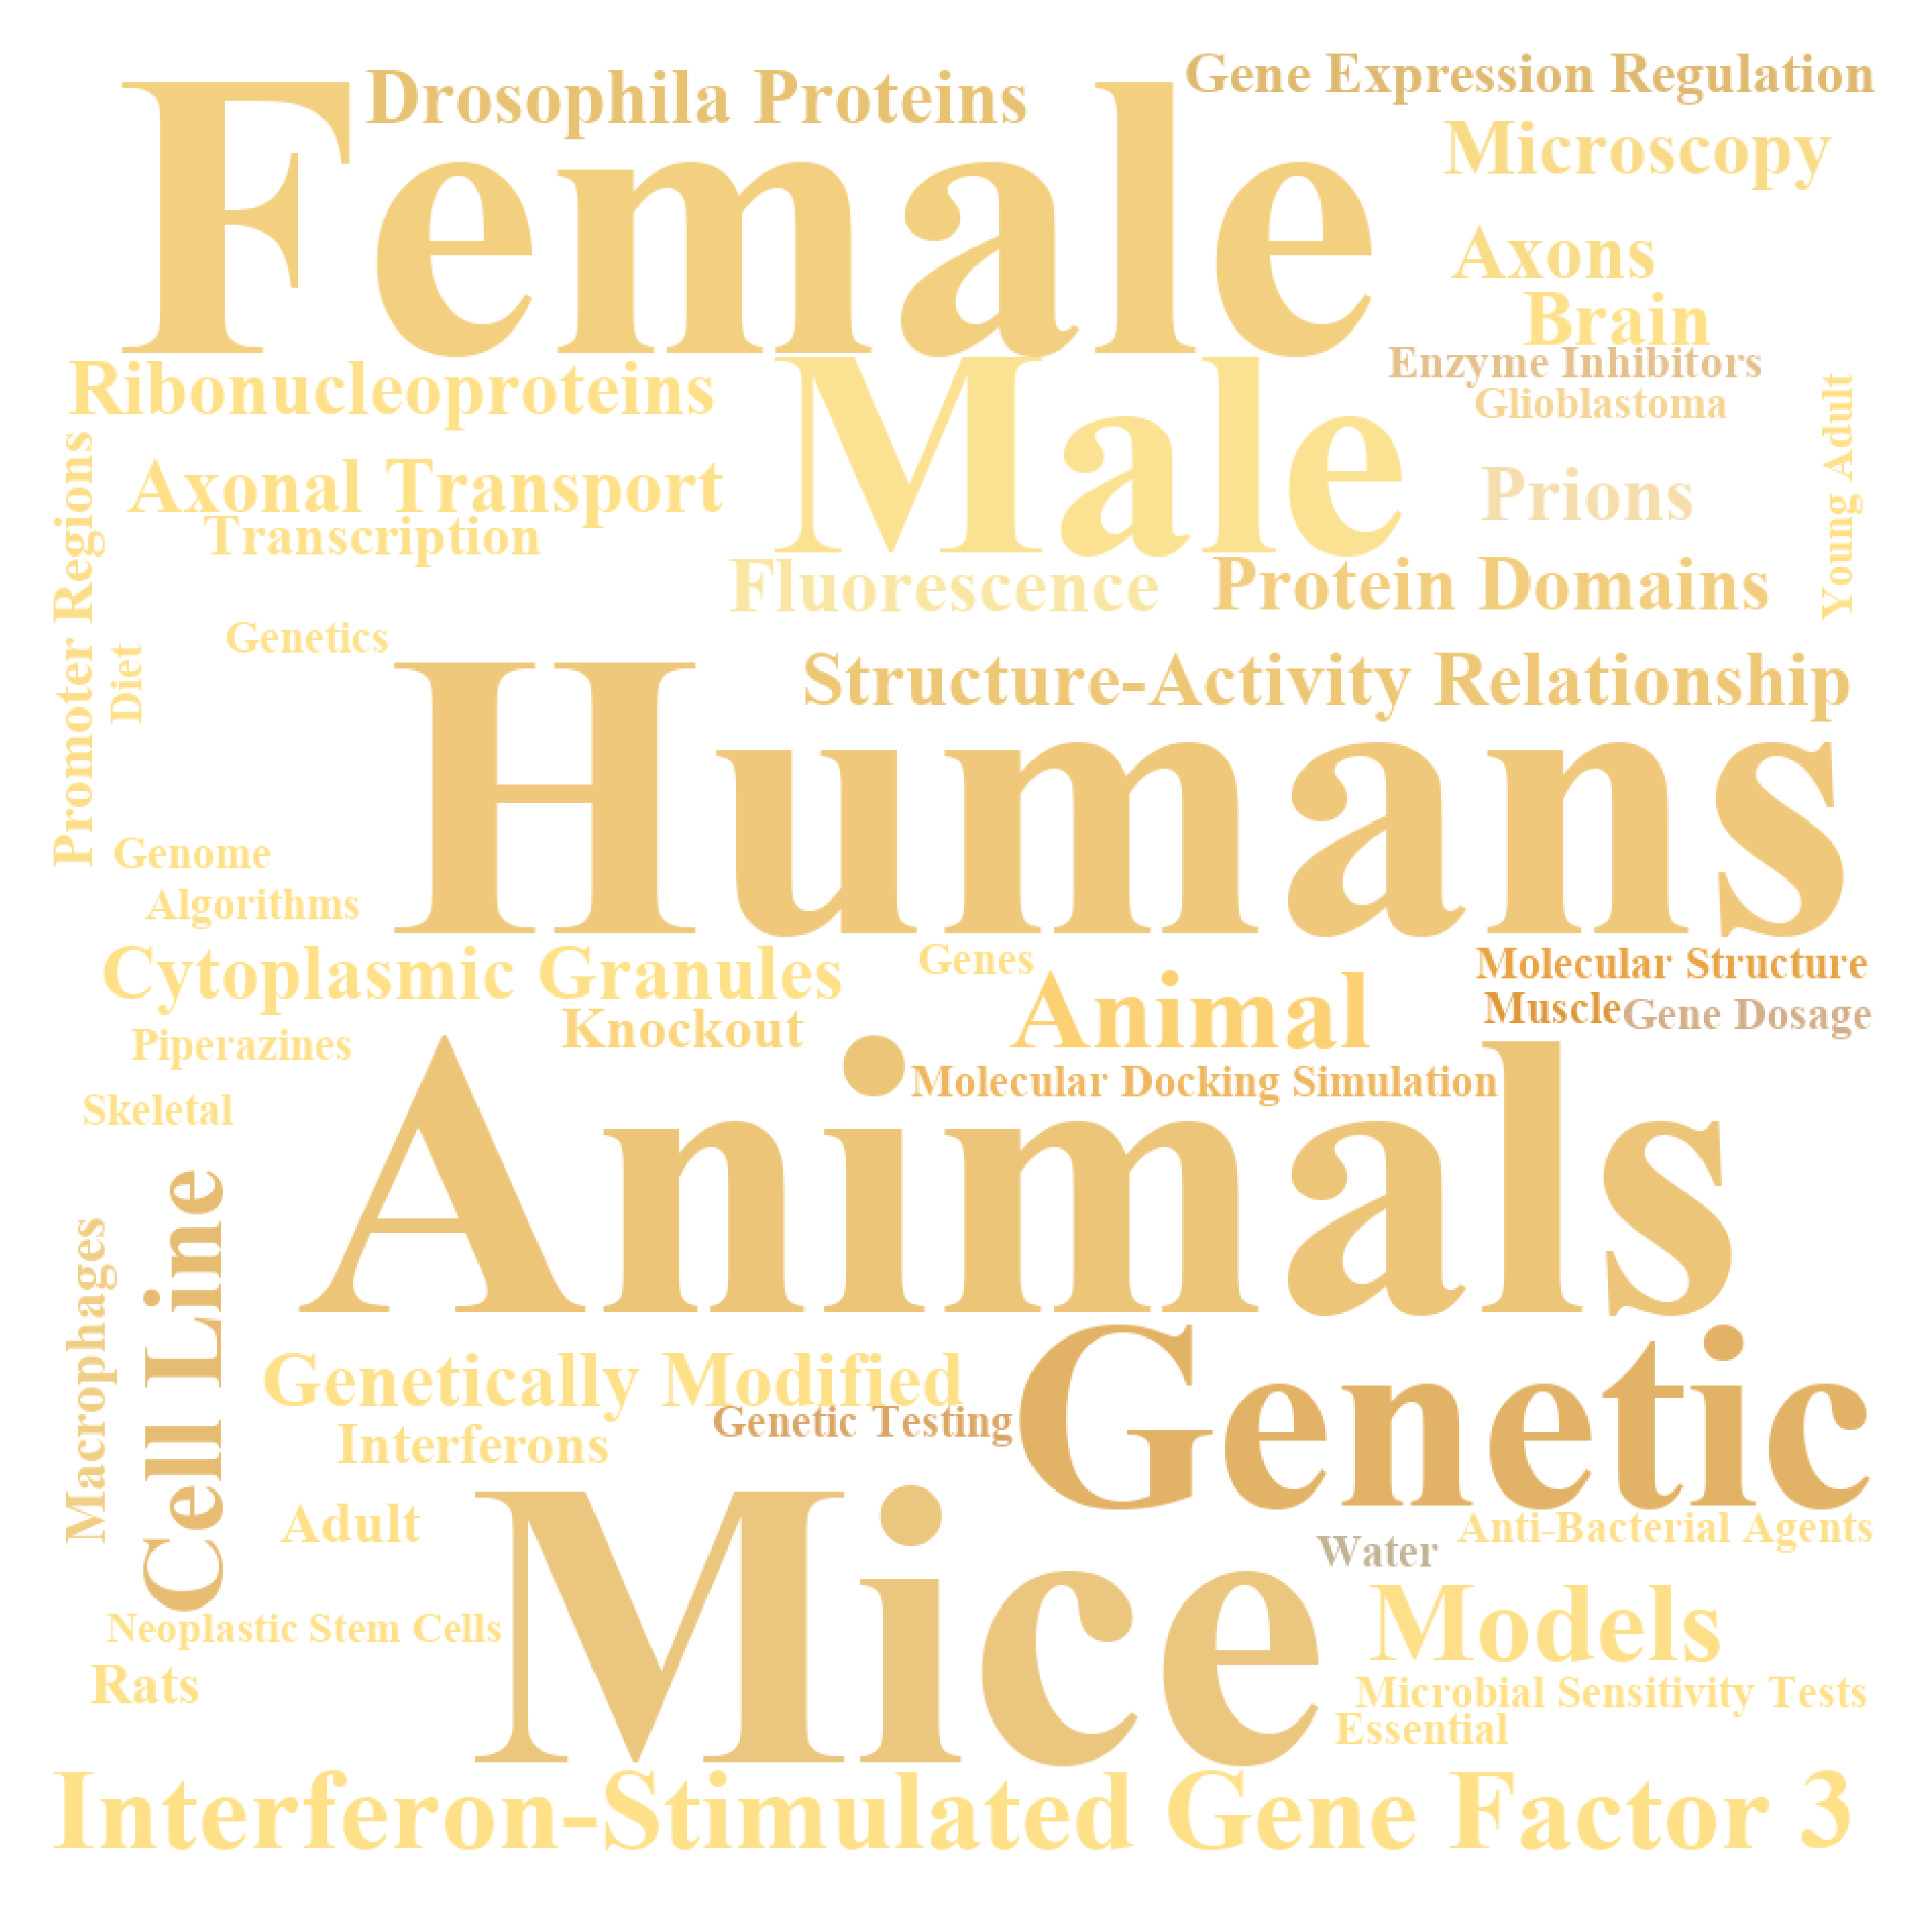 Gene Expression Regulation
Drosophila Proteins
Female
Microscopy
Axons
Brain
Enzyme Inhibitors
Ribonucleoproteins
Male
Glioblastoma
Young Adult
Promoter Regions
Axonal Transport
Prions
Transcription
Fluorescence
Protein Domains
Genetics
Diet
Structure-Activity Relationship
Humans
Genome
Algorithms
Cytoplasmic Granules
Genes
Animal
Molecular Structure
Muscle
Gene Dosage
Knockout
Piperazines
Molecular Docking Simulation
Animals
Skeletal
Cell Line
Macrophages
Genetically Modified
Genetic
Genetic Testing
Interferons
Mice
Adult
Water
Anti-Bacterial Agents
Neoplastic Stem Cells
Models
Rats
Microbial Sensitivity Tests
Essential
Interferon-Stimulated Gene Factor 3